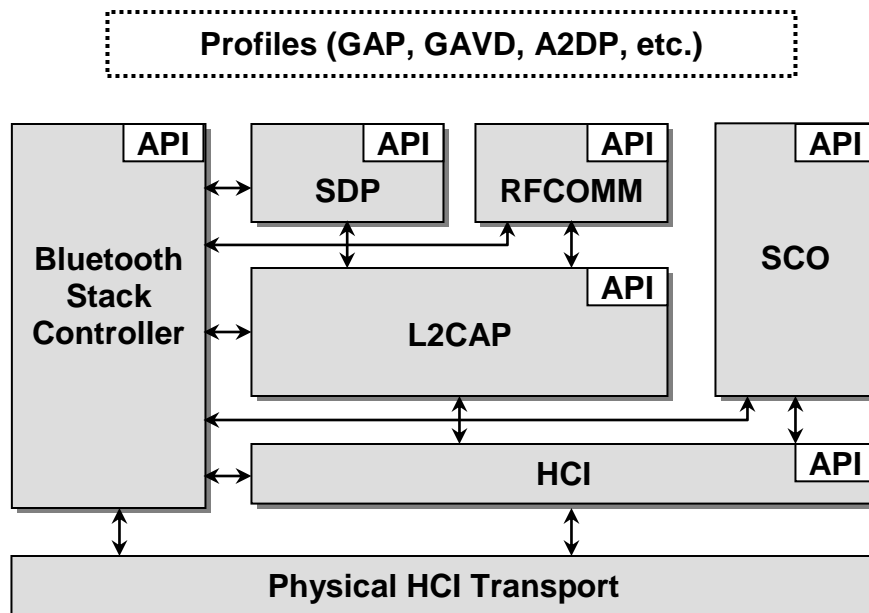 Profiles (GAP, GAVD, A2DP, etc.)
API
API
API
API
SDP
RFCOMM
Bluetooth
Stack
Controller
SCO
API
L2CAP
API
HCI
Physical HCI Transport